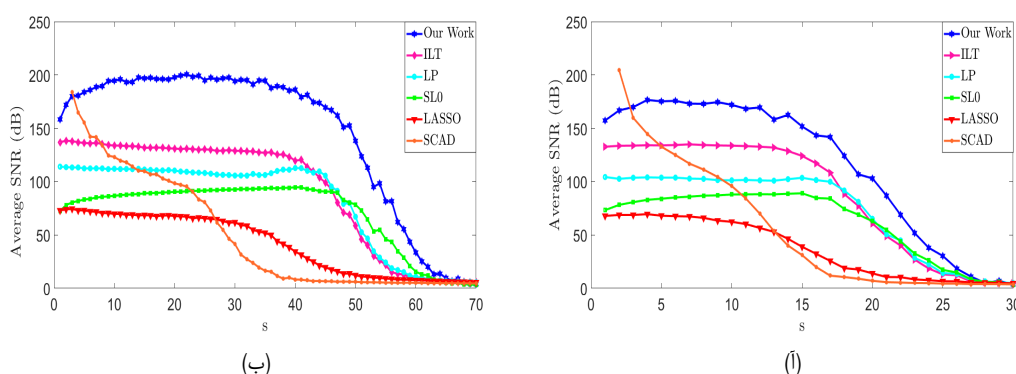 250
200
150
100
50
0
Average SNR (dB)
0 10 20 30 40 50 60 70
s
Our Work
ILT
LP
SL0
LASSO
SCAD
(ب)
250
200
150
100
50
0
Average SNR (dB)
0 5 10 15 20 25 30
s
Our Work
ILT
LP
SL0
LASSO
SCAD
(آ)